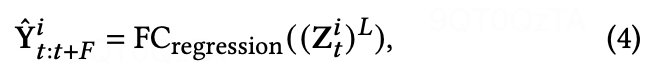 Ŷ^i_{t:t+F} = FC_regression((Z^i_t)^L), (4)